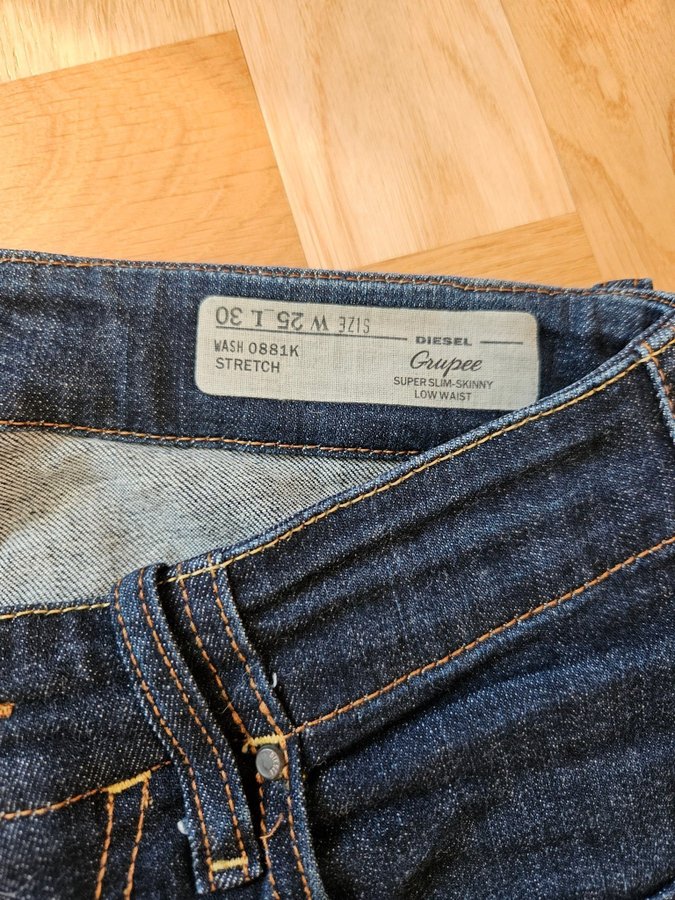 SIZE W 25 L 30
WASH 0881K
STRETCH
DIESEL
Grupee
SUPER SLIM-SKINNY
LOW WAIST